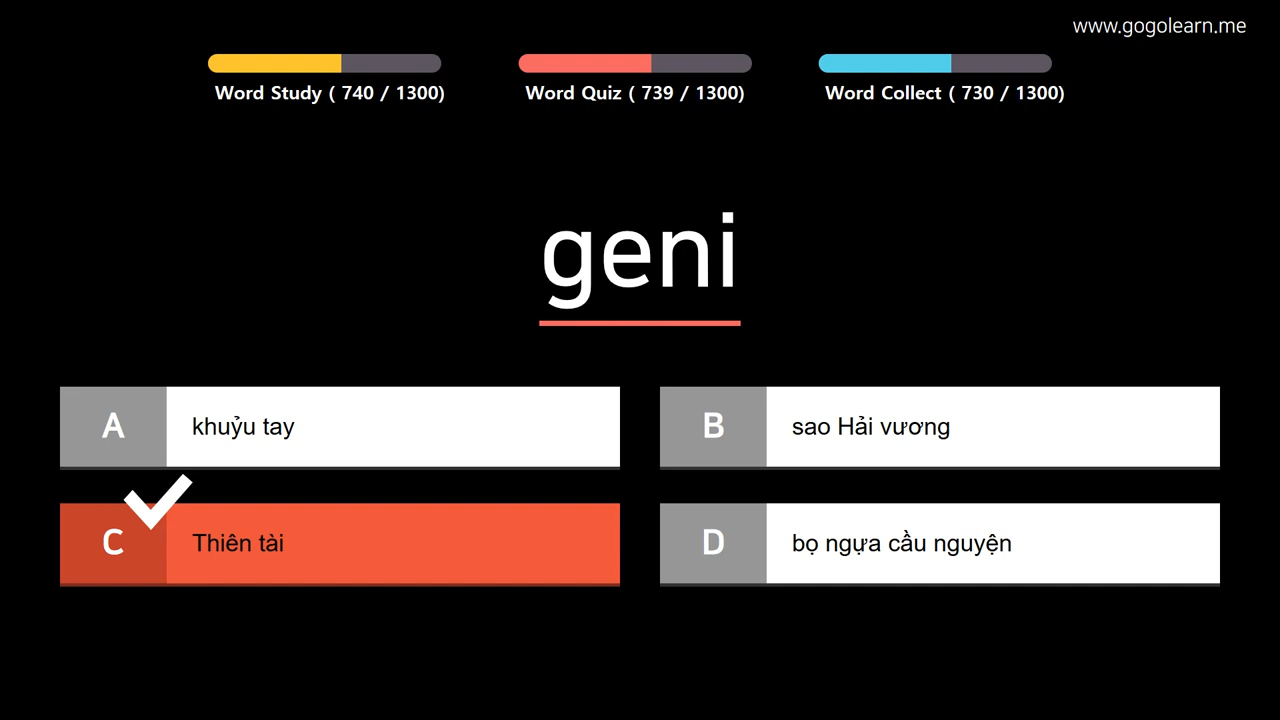 www.gogolearn.me
Word Study ( 740 / 1300)
Word Quiz ( 739 / 1300)
Word Collect ( 730 / 1300)
geni
A khuỷu tay
B sao Hải vương
C Thiên tài
D bọ ngựa cầu nguyện